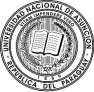 UNIVERSIDAD NACIONAL DE ASUNCION
REPUBLICA DEL PARAGUAY